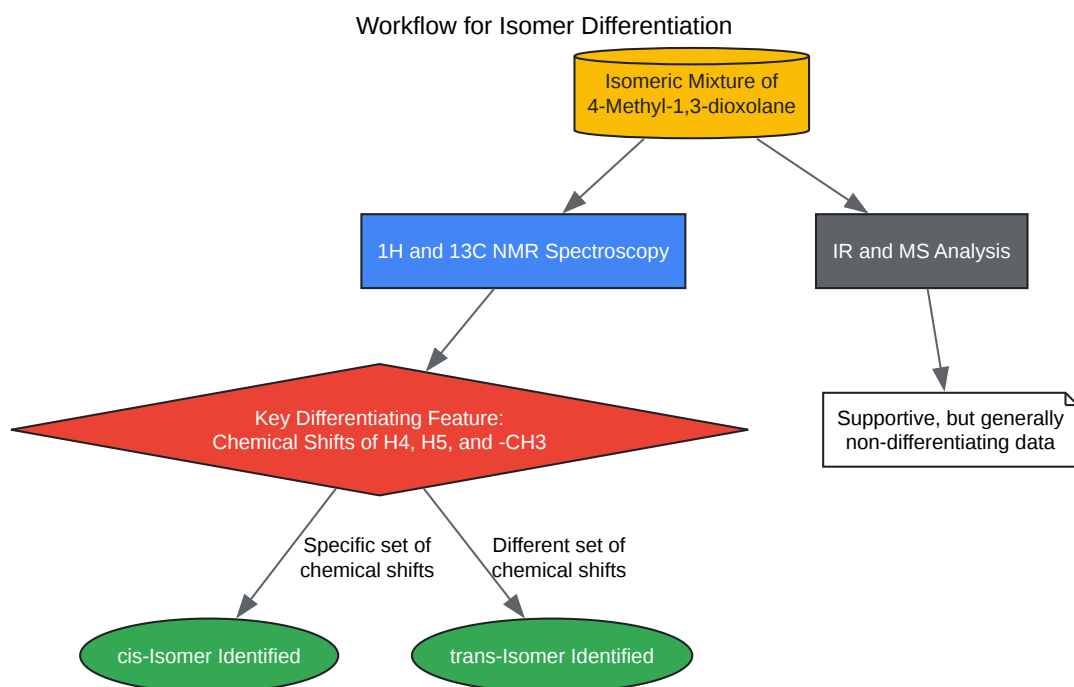 Workflow for Isomer Differentiation
Isomeric Mixture of
4-Methyl-1,3-dioxolane
1H and 13C NMR Spectroscopy
IR and MS Analysis
Key Differentiating Feature:
Chemical Shifts of H4, H5, and -CH3
Supportive, but generally
non-differentiating data
Specific set of
chemical shifts
Different set of
chemical shifts
cis-Isomer Identified
trans-Isomer Identified